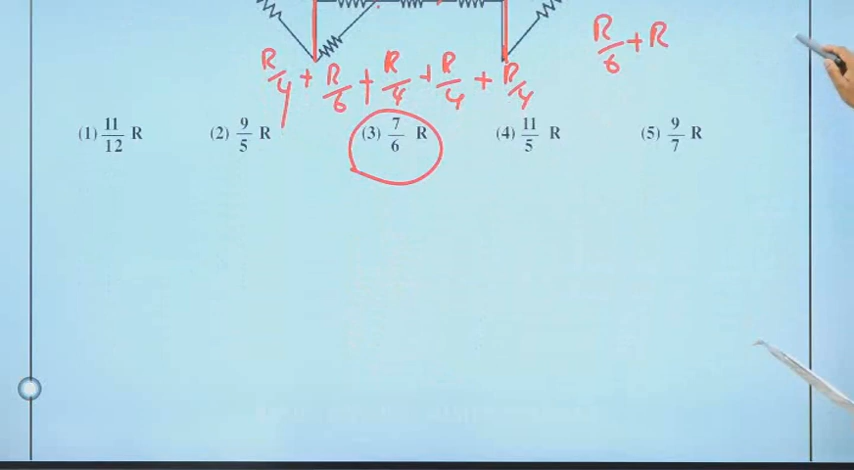 R/6 + R
R/4 + R/6 + R/4 + R/4 + R/4
(1) 11/12 R (2) 9/5 R (3) 7/6 R (4) 11/5 R (5) 9/7 R